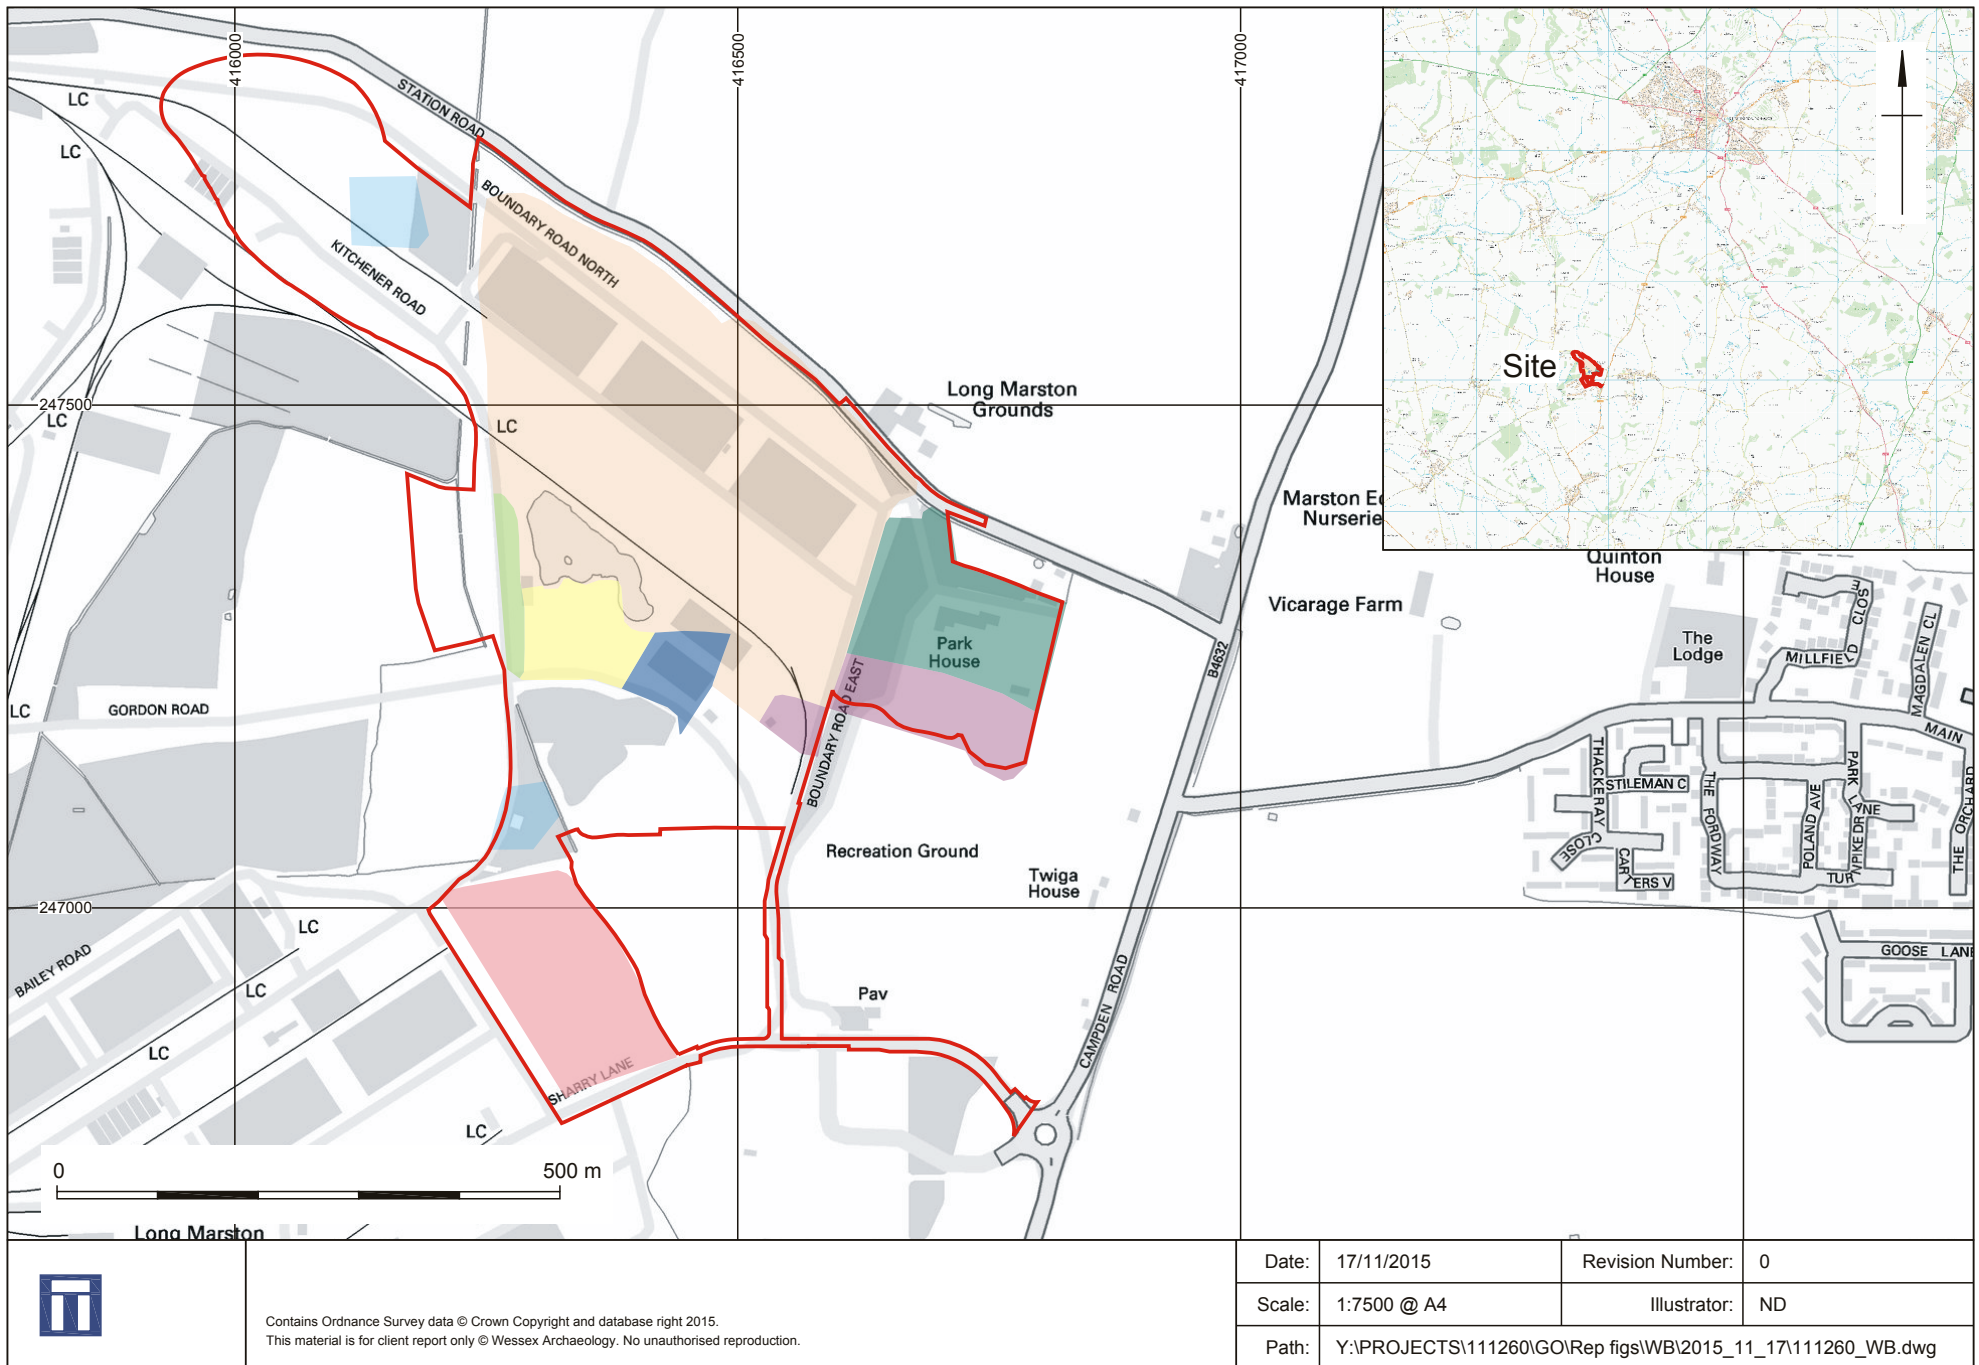 416000
416500
417000
STATION ROAD
LC
LC
BOUNDARY ROAD NORTH
KITCHENER ROAD
Site
Long Marston
Grounds
247500
LC
LC
Marston E
Nurserie
Quinton
House
Vicarage Farm
The
Lodge
MILLFIELD CLOSE
MAGDALEN CL
Park
House
B4632
LC
GORDON ROAD
BOUNDARY ROAD EAST
MAIN
THACKERAY
CLOSE
STILEMAN C
THE FORDWAY
POLAND AVE
PARK LANE
THE ORCHARD
CARTERS V
TURNPIKE DR
Recreation Ground
Twiga
House
247000
LC
BAILEY ROAD
LC
GOOSE LANE
Pav
LC
CAMPDEN ROAD
SHARRY LANE
LC
0
500 m
Long Marston
Contains Ordnance Survey data © Crown Copyright and database right 2015.
This material is for client report only © Wessex Archaeology. No unauthorised reproduction.
Date: 17/11/2015 Revision Number: 0
Scale: 1:7500 @ A4 Illustrator: ND
Path: Y:\PROJECTS\111260\GO\Rep figs\WB\2015_11_17\111260_WB.dwg